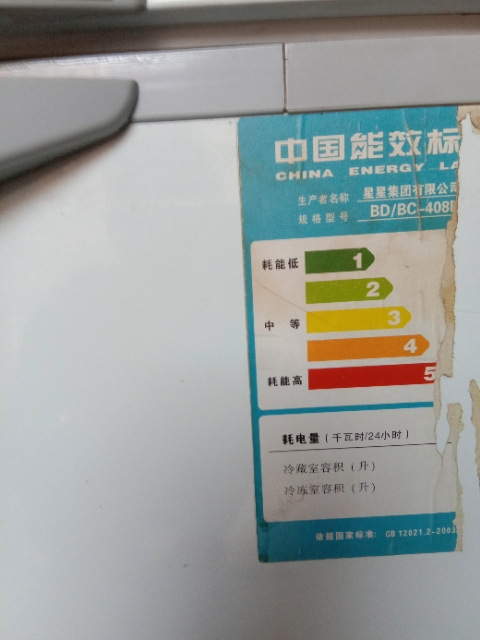 中国能效标
CHINA ENERGY LA
生产者名称 星星集团有限公司
规格型号 BD/BC-408
耗能低 1
2
中等 3
4
耗能高 5
耗电量(千瓦时/24小时)
冷藏室容积(升)
冷冻室容积(升)
依据国家标准: GB 12021.2-2003